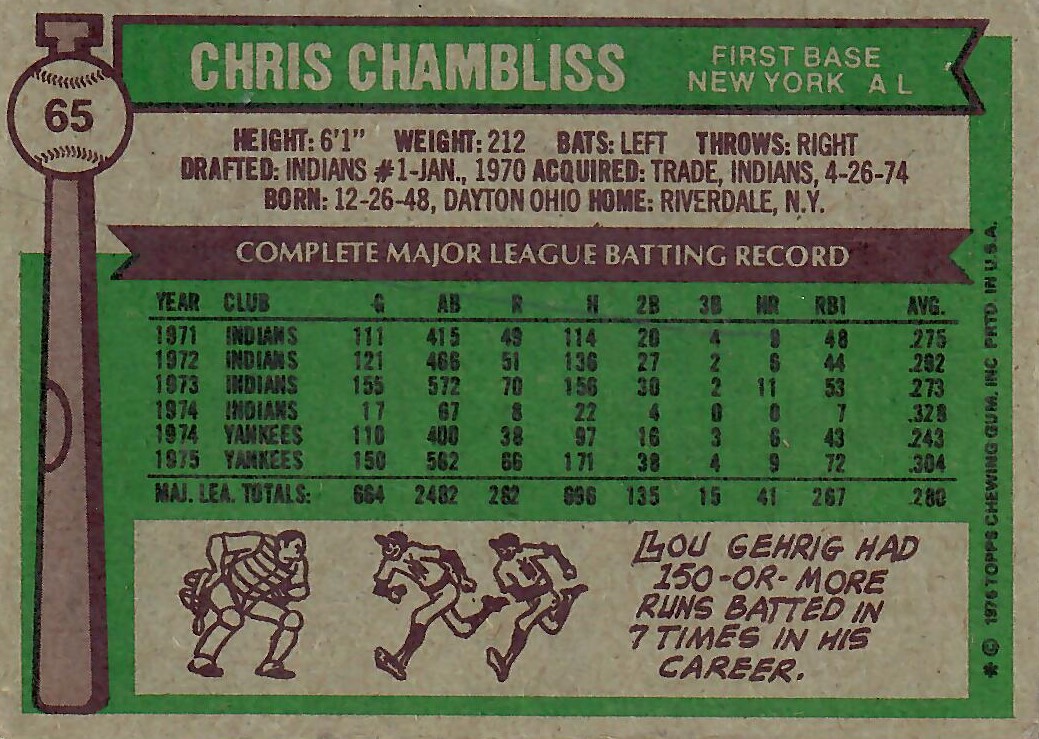 65
CHRIS CHAMBLISS
FIRST BASE
NEW YORK A L
HEIGHT: 6'1" WEIGHT: 212 BATS: LEFT THROWS: RIGHT
DRAFTED: INDIANS #1-JAN., 1970 ACQUIRED: TRADE, INDIANS, 4-26-74
BORN: 12-26-48, DAYTON OHIO HOME: RIVERDALE, N.Y.
COMPLETE MAJOR LEAGUE BATTING RECORD
YEAR CLUB G AB R H 2B 3B HR RBI AVG.
1971 INDIANS 111 415 49 114 20 4 9 48 .275
1972 INDIANS 121 466 51 136 27 2 6 44 .292
1973 INDIANS 155 572 70 156 30 2 11 53 .273
1974 INDIANS 17 67 8 22 4 0 0 7 .328
1974 YANKEES 110 400 38 97 16 3 6 43 .243
1975 YANKEES 150 562 66 171 38 4 9 72 .304
MAJ. LEA. TOTALS: 664 2482 282 696 135 15 41 267 .280
LOU GEHRIG HAD
150-OR-MORE
RUNS BATTED IN
7 TIMES IN HIS
CAREER.
* © 1976 TOPPS CHEWING GUM, INC PRTD. IN U.S.A.